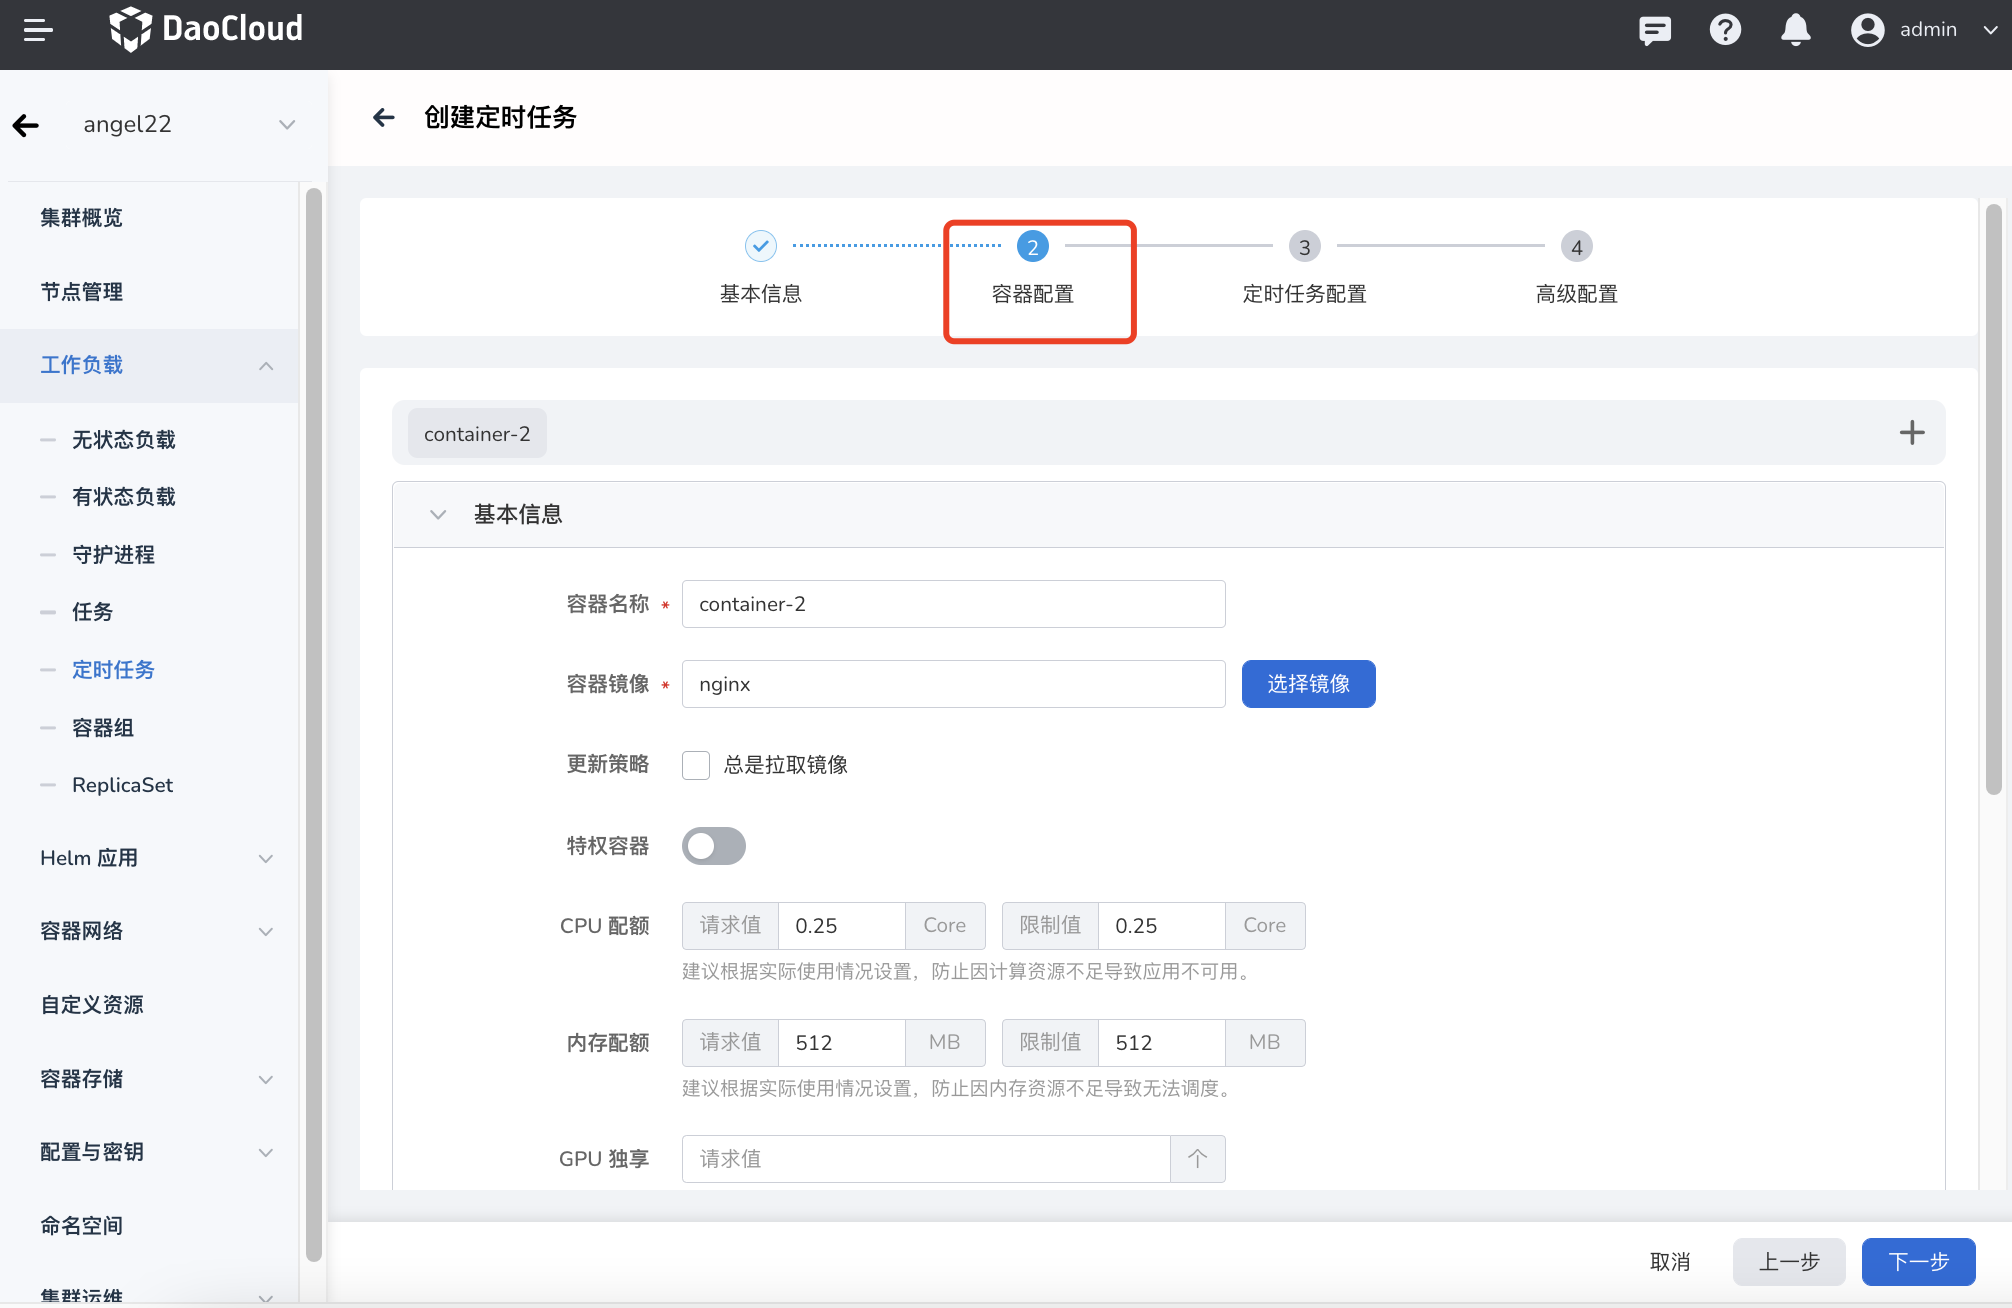 DaoCloud
admin
angel22
创建定时任务
集群概览
节点管理
工作负载
无状态负载
有状态负载
守护进程
任务
定时任务
容器组
ReplicaSet
Helm 应用
容器网络
自定义资源
容器存储
配置与密钥
命名空间
集群运维
2
3
4
基本信息
容器配置
定时任务配置
高级配置
container-2
基本信息
容器名称 * container-2
容器镜像 * nginx 选择镜像
更新策略 总是拉取镜像
特权容器
CPU 配额 请求值 0.25 Core 限制值 0.25 Core
建议根据实际使用情况设置，防止因计算资源不足导致应用不可用。
内存配额 请求值 512 MB 限制值 512 MB
建议根据实际使用情况设置，防止因内存资源不足导致无法调度。
GPU 独享 请求值 个
取消 上一步 下一步